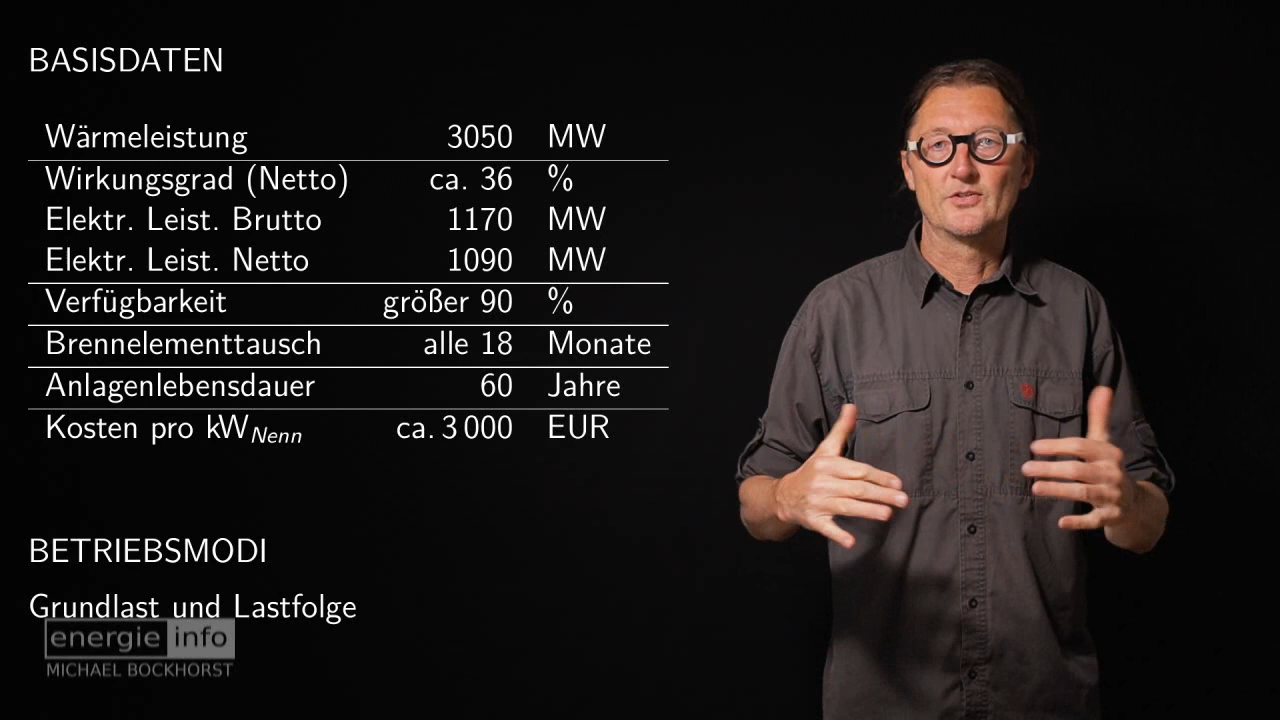 BASISDATEN
Wärmeleistung 3050 MW
Wirkungsgrad (Netto) ca. 36 %
Elektr. Leist. Brutto 1170 MW
Elektr. Leist. Netto 1090 MW
Verfügbarkeit größer 90 %
Brennelementtausch alle 18 Monate
Anlagenlebensdauer 60 Jahre
Kosten pro kW_Nenn ca. 3 000 EUR
BETRIEBSMODI
Grundlast und Lastfolge
energie info
MICHAEL BOCKHORST